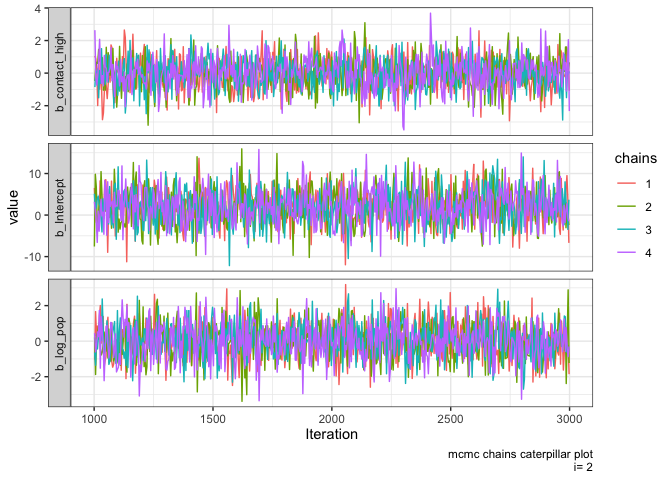 b_contact_high
4
2
0
-2
b_Intercept
10
0
-10
b_log_pop
2
0
-2
value
1000
1500
2000
2500
3000
Iteration
chains
1
2
3
4
mcmc chains caterpillar plot
i= 2